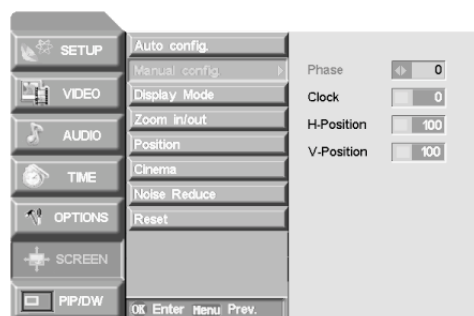 SETUP
VIDEO
AUDIO
TIME
OPTIONS
SCREEN
PIP/DW
Auto config.
Manual config.
Display Mode
Zoom in/out
Position
Cinema
Noise Reduce
Reset
OK Enter Menu Prev.
Phase 0
Clock 0
H-Position 100
V-Position 100